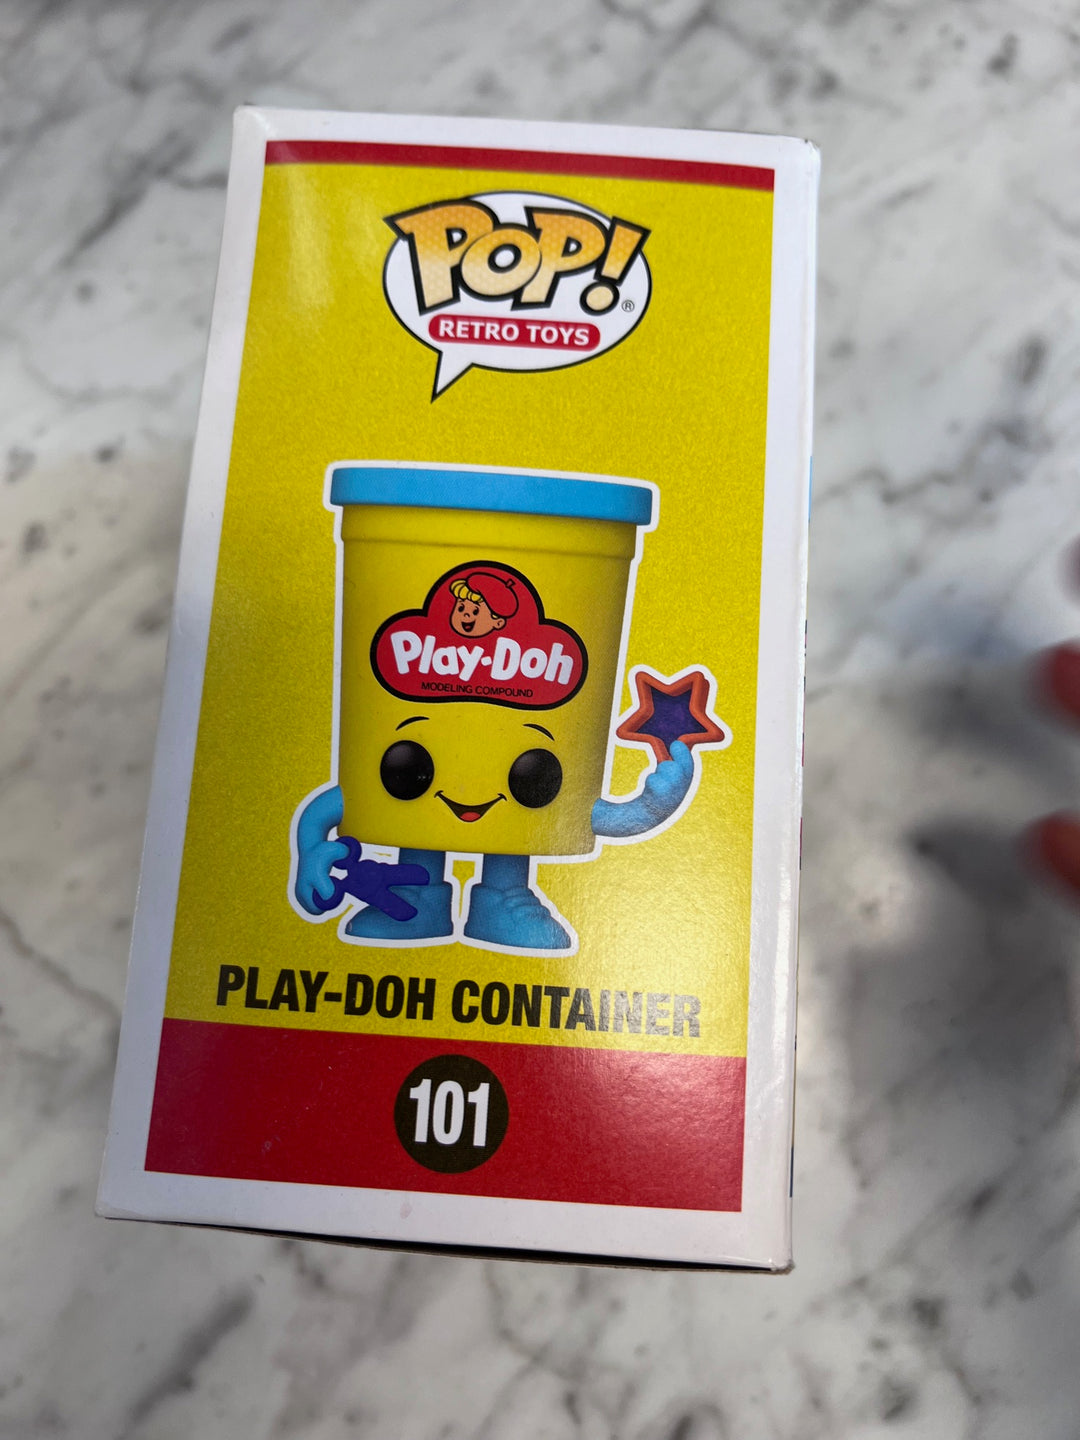 POP!
®
RETRO TOYS
Play-Doh
MODELING COMPOUND
PLAY-DOH CONTAINER
101